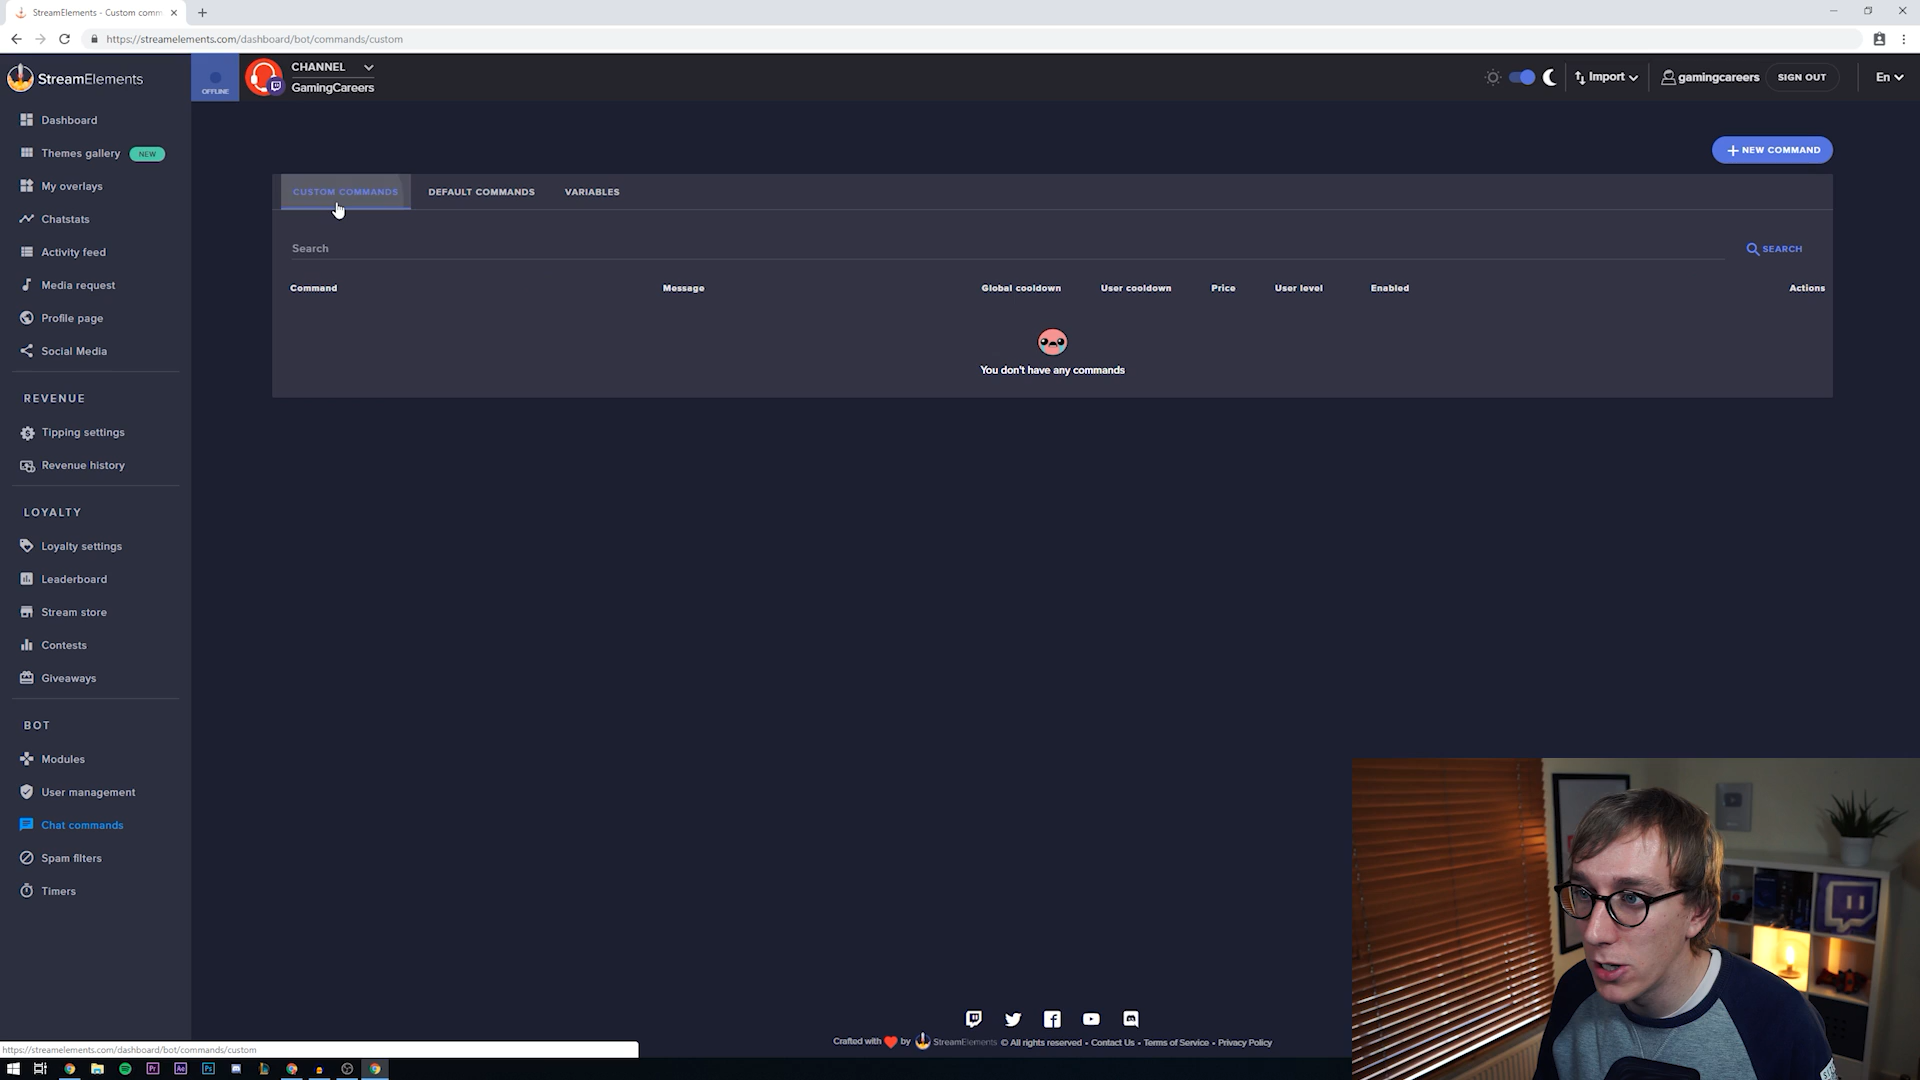 StreamElements - Custom comm
https://streamelements.com/dashboard/bot/commands/custom
StreamElements
OFFLINE
CHANNEL
GamingCareers
Import
gamingcareers
SIGN OUT
En
Dashboard
Themes gallery NEW
My overlays
Chatstats
Activity feed
Media request
Profile page
Social Media
REVENUE
Tipping settings
Revenue history
LOYALTY
Loyalty settings
Leaderboard
Stream store
Contests
Giveaways
BOT
Modules
User management
Chat commands
Spam filters
Timers
+ NEW COMMAND
CUSTOM COMMANDS DEFAULT COMMANDS VARIABLES
Search SEARCH
Command Message Global cooldown User cooldown Price User level Enabled Actions
You don't have any commands
Crafted with by StreamElements © All rights reserved • Contact Us • Terms of Service • Privacy Policy
https://streamelements.com/dashboard/bot/commands/custom
Pr Ae Ps